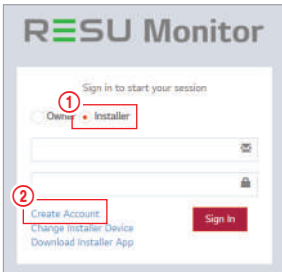 RESU Monitor
Sign in to start your session
1
Owner Installer
2
Create Account
Sign In
Change Installer Device
Download Installer App